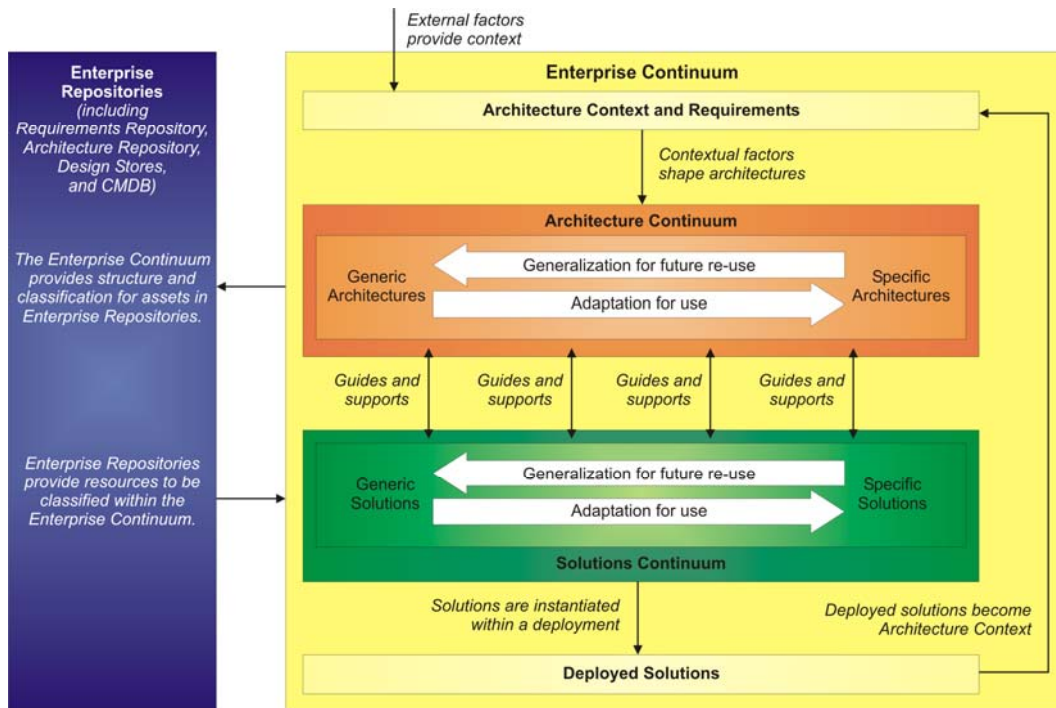 External factors
provide context
Enterprise
Repositories
(including
Requirements Repository,
Architecture Repository,
Design Stores,
and CMDB)
The Enterprise Continuum
provides structure and
classification for assets in
Enterprise Repositories.
Enterprise Repositories
provide resources to be
classified within the
Enterprise Continuum.
Enterprise Continuum
Architecture Context and Requirements
Contextual factors
shape architectures
Architecture Continuum
Generic
Architectures
Generalization for future re-use
Adaptation for use
Specific
Architectures
Guides and
supports
Guides and
supports
Guides and
supports
Guides and
supports
Generic
Solutions
Generalization for future re-use
Adaptation for use
Specific
Solutions
Solutions Continuum
Solutions are instantiated
within a deployment
Deployed solutions become
Architecture Context
Deployed Solutions